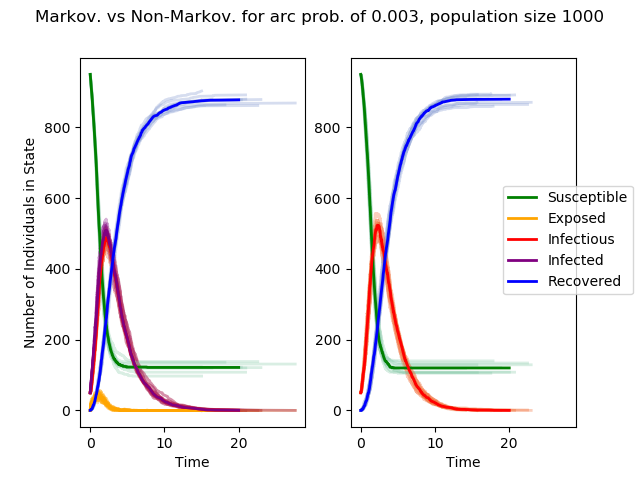 Markov. vs Non-Markov. for arc prob. of 0.003, population size 1000
Number of Individuals in State
800
600
400
200
0
0
10
20
Time
800
600
400
200
0
0
10
20
Time
Susceptible
Exposed
Infectious
Infected
Recovered